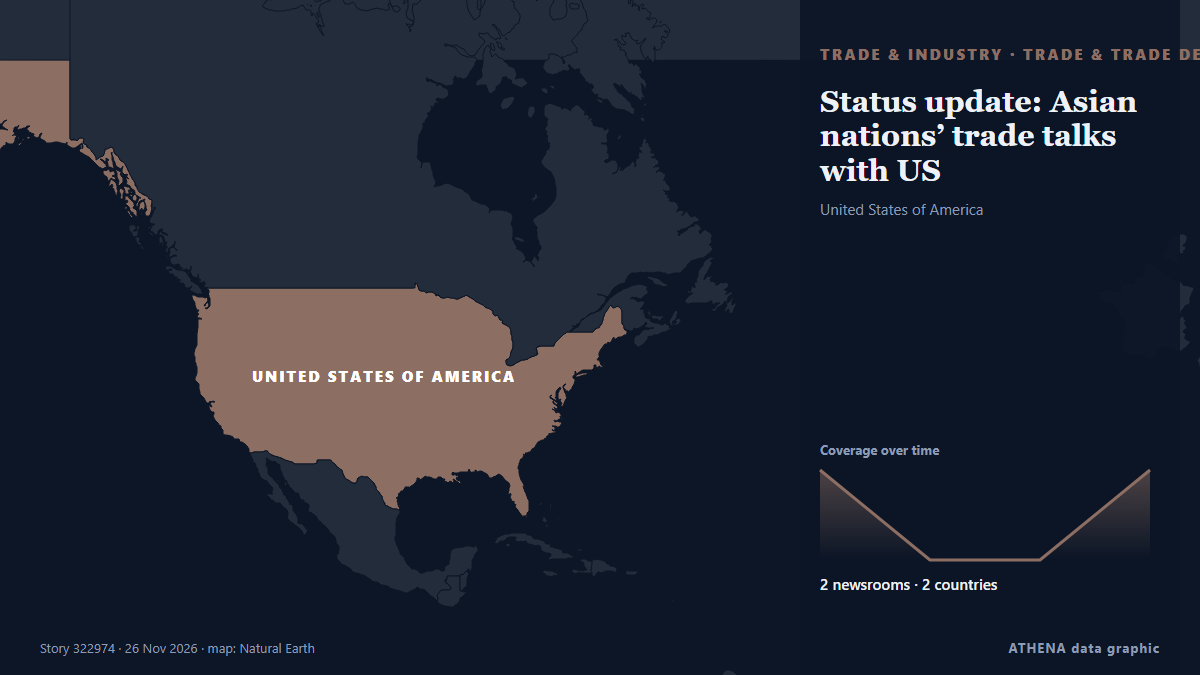 TRADE & INDUSTRY · TRADE & TRADE DE
Status update: Asian
nations’ trade talks
with US
United States of America
UNITED STATES OF AMERICA
Coverage over time
2 newsrooms · 2 countries
Story 322974 · 26 Nov 2026 · map: Natural Earth
ATHENA data graphic